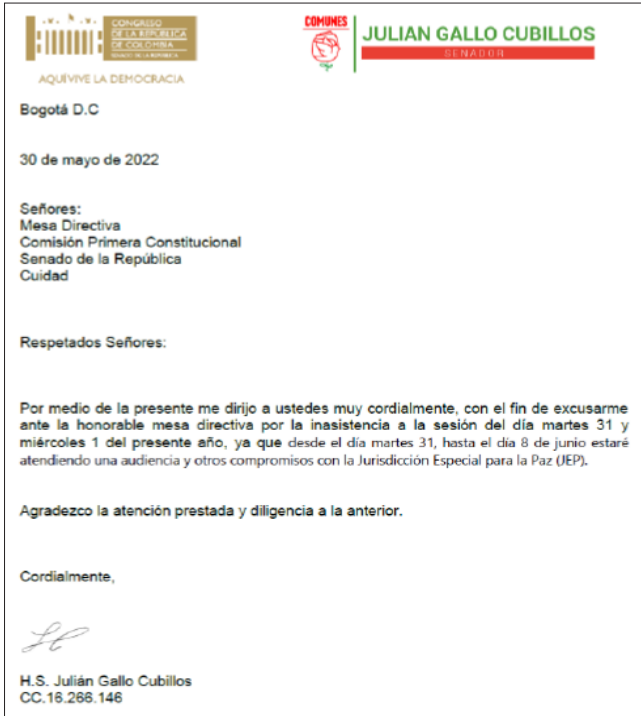 CONGRESO
DE LA REPÚBLICA
DE COLOMBIA
SENADO DE LA REPÚBLICA
AQUÍVIVE LA DEMOCRACIA
COMUNES
JULIAN GALLO CUBILLOS
SENADOR
Bogotá D.C
30 de mayo de 2022
Señores:
Mesa Directiva
Comisión Primera Constitucional
Senado de la República
Cuidad
Respetados Señores:
Por medio de la presente me dirijo a ustedes muy cordialmente, con el fin de excusarme
ante la honorable mesa directiva por la inasistencia a la sesión del día martes 31 y
miércoles 1 del presente año, ya que desde el día martes 31, hasta el día 8 de junio estaré
atendiendo una audiencia y otros compromisos con la Jurisdicción Especial para la Paz (JEP).
Agradezco la atención prestada y diligencia a la anterior.
Cordialmente,
H.S. Julián Gallo Cubillos
CC.16.266.146